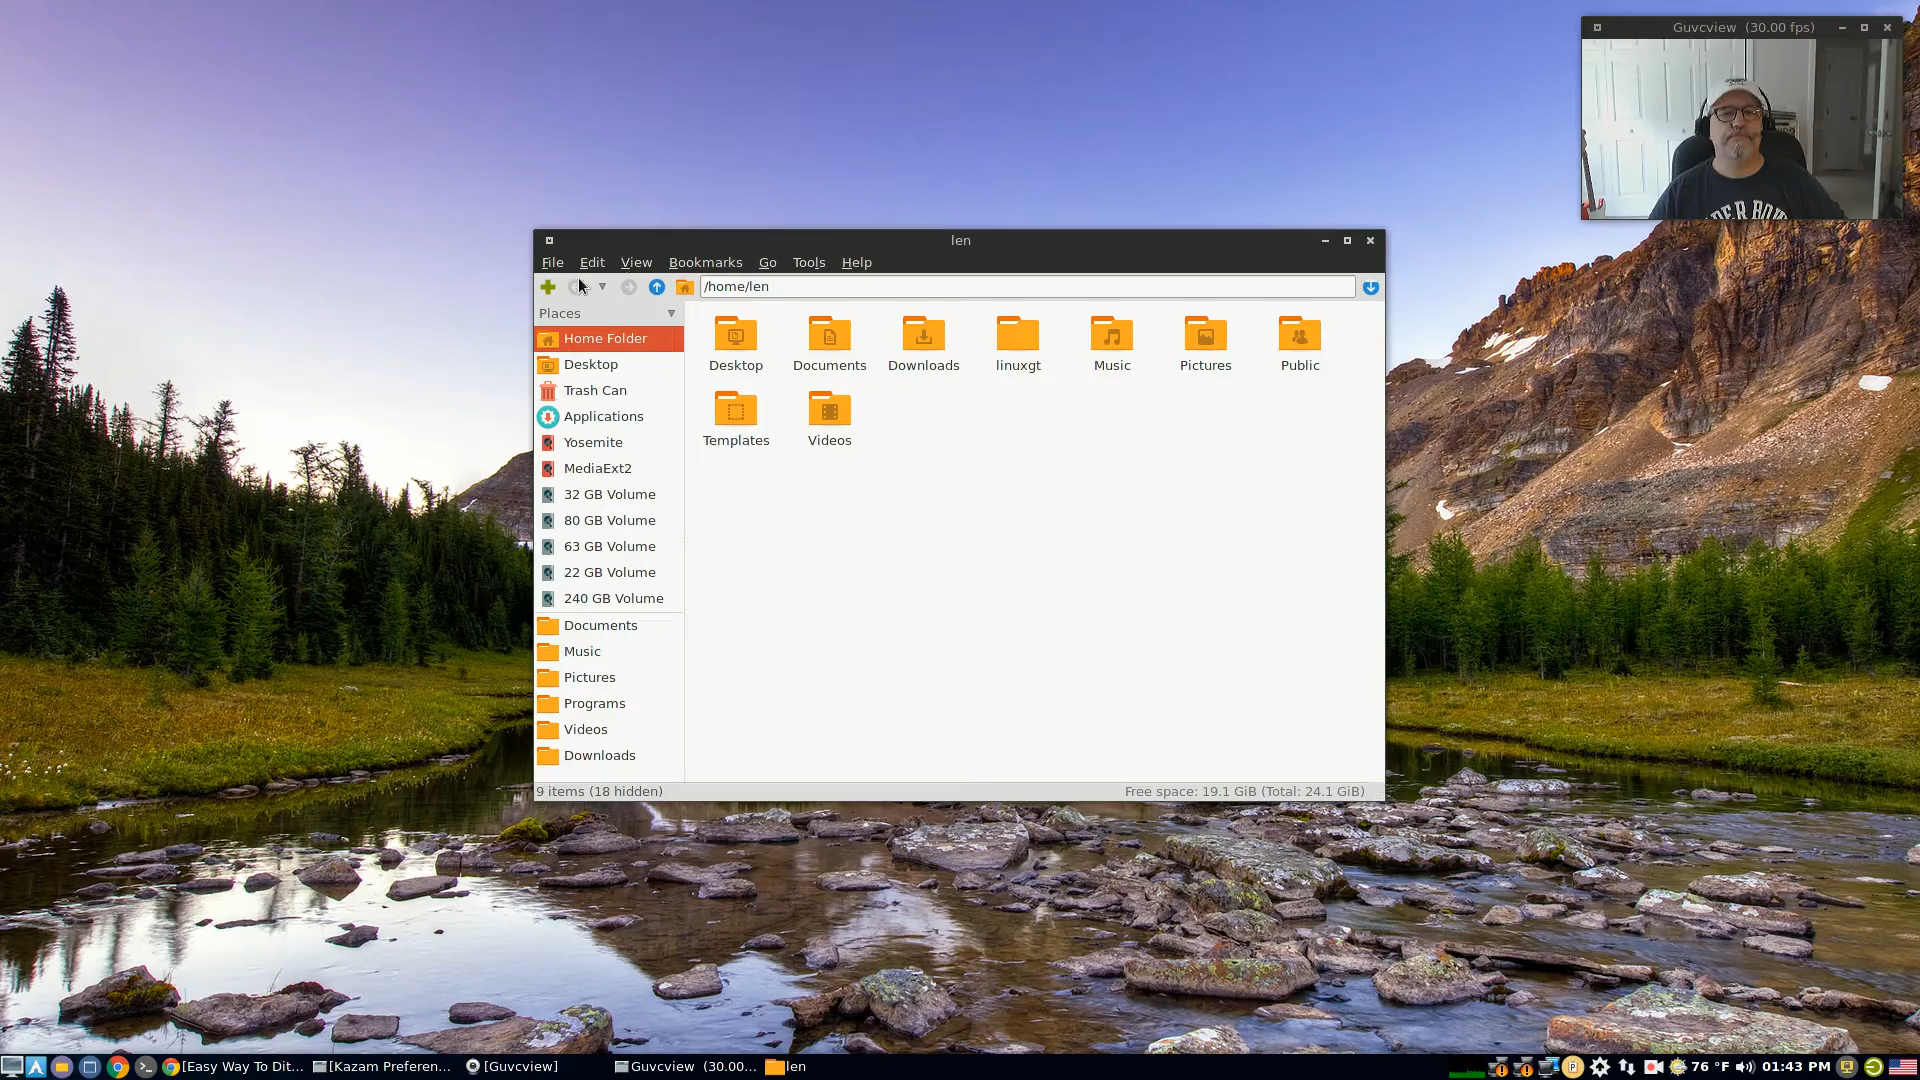 Guvcview (30.00 fps)
len
File Edit View Bookmarks Go Tools Help
/home/len
Places
Home Folder
Desktop
Trash Can
Applications
Yosemite
MediaExt2
32 GB Volume
80 GB Volume
63 GB Volume
22 GB Volume
240 GB Volume
Documents
Music
Pictures
Programs
Videos
Downloads
Desktop Documents Downloads linuxgt Music Pictures Public
Templates Videos
9 items (18 hidden) Free space: 19.1 GiB (Total: 24.1 GiB)
[Easy Way To Dit... [Kazam Preferen... [Guvcview] Guvcview (30.00... len 76 °F 01:43 PM